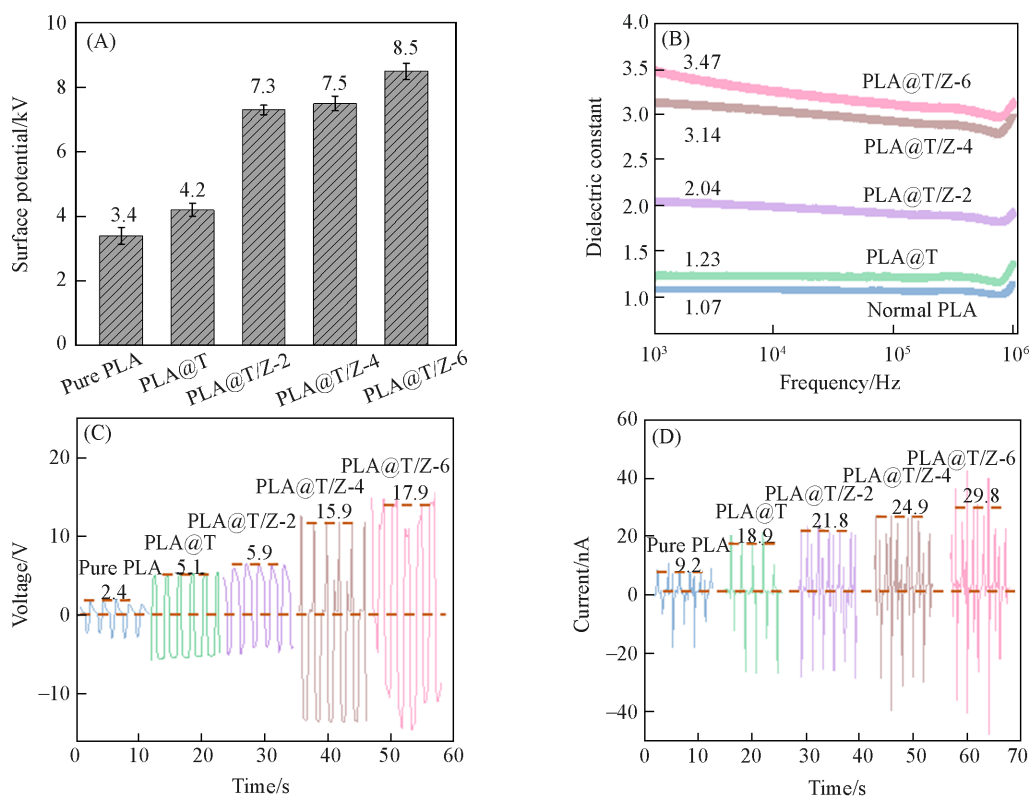 (A)
10
8
6
4
2
0
Surface potential/kV
3.4
4.2
7.3
7.5
8.5
Pure PLA
PLA@T
PLA@T/Z-2
PLA@T/Z-4
PLA@T/Z-6
(B)
4.0
3.5
3.0
2.5
2.0
1.5
1.0
Dielectric constant
3.47
PLA@T/Z-6
3.14
PLA@T/Z-4
2.04
PLA@T/Z-2
1.23
PLA@T
1.07
Normal PLA
10³
10⁴
10⁵
10⁶
Frequency/Hz
(C)
20
10
0
−10
Voltage/V
Pure PLA
2.4
PLA@T
5.1
PLA@T/Z-2
5.9
PLA@T/Z-4
15.9
PLA@T/Z-6
17.9
0
10
20
30
40
50
60
Time/s
(D)
60
40
20
0
−20
−40
Current/nA
Pure PLA
9.2
PLA@T
18.9
PLA@T/Z-2
21.8
PLA@T/Z-4
24.9
PLA@T/Z-6
29.8
0
10
20
30
40
50
60
70
Time/s